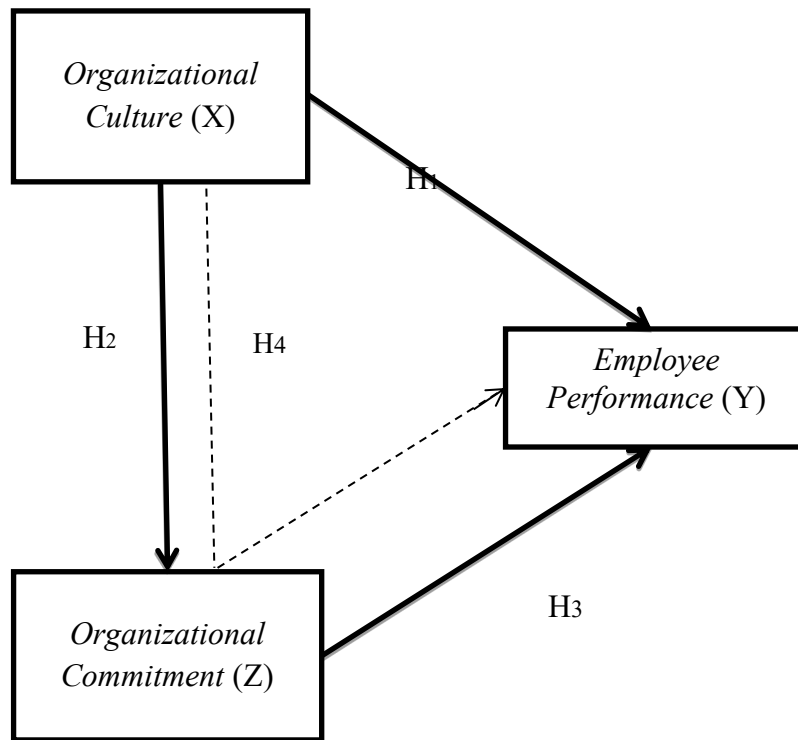 Organizational
Culture (X)
H1
H2
H4
Employee
Performance (Y)
H3
Organizational
Commitment (Z)